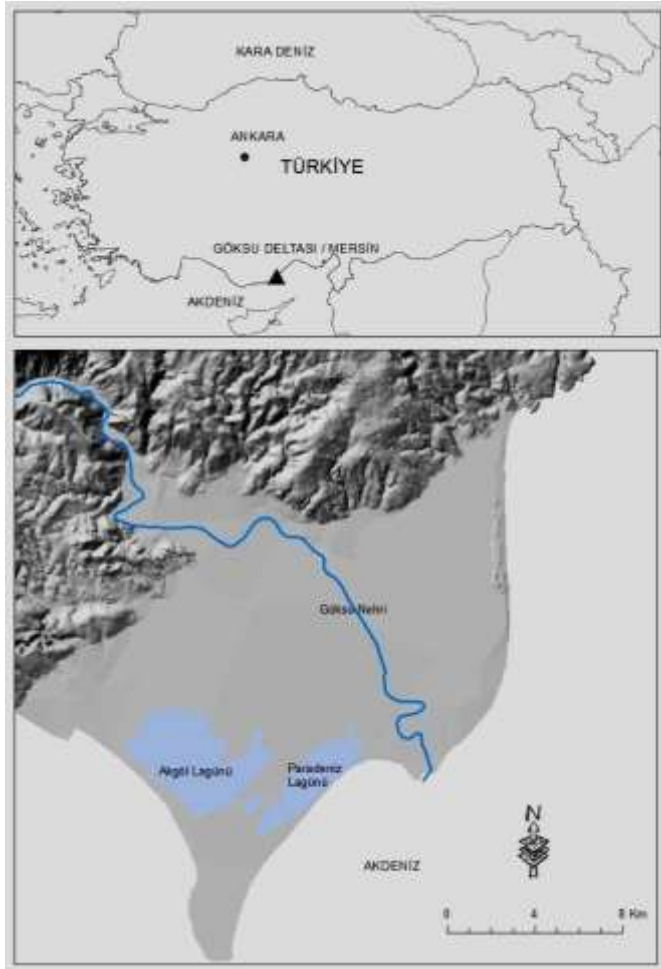 KARA DENİZ
ANKARA
TÜRKİYE
GÖKSU DELTASI / MERSİN
AKDENİZ
Göksu Nehri
Akgöl Lagünü
Paradeniz
Lagünü
AKDENİZ
N
0 4 8 Km